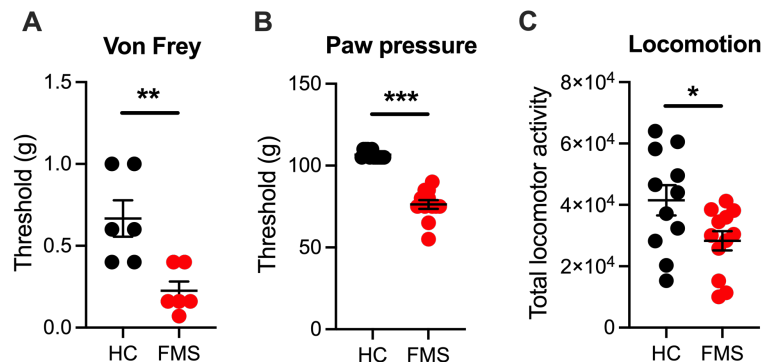 A
Von Frey
Threshold (g)
1.5
1.0
0.5
0.0
**
HC FMS
B
Paw pressure
Threshold (g)
150
100
50
0
***
HC FMS
C
Locomotion
Total locomotor activity
8×10⁴
6×10⁴
4×10⁴
2×10⁴
0
*
HC FMS